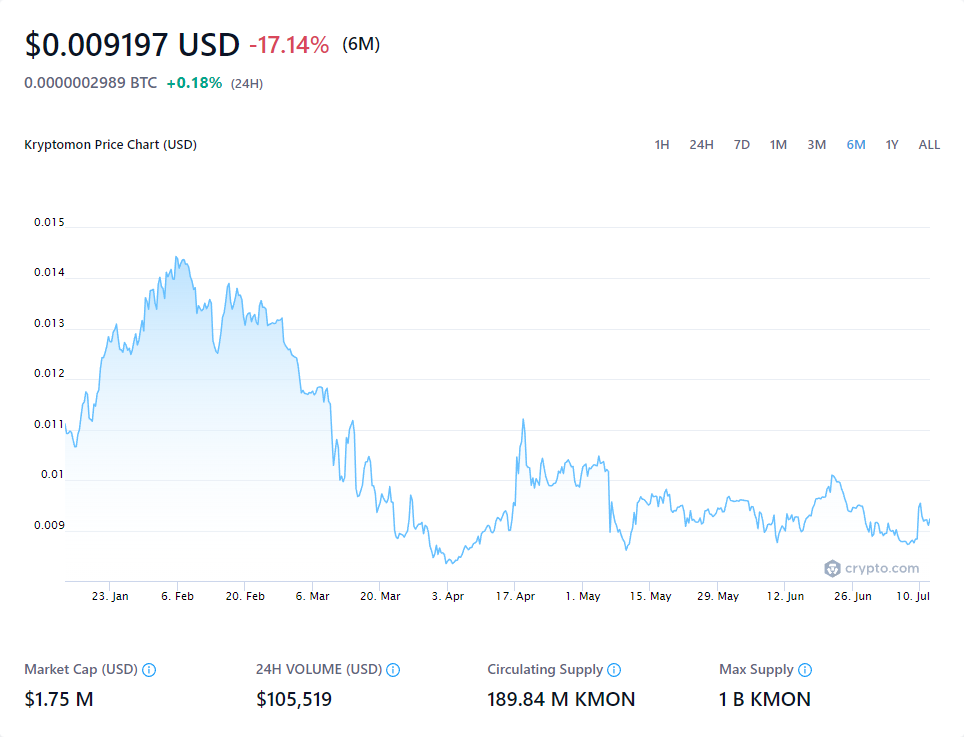 $0.009197 USD -17.14% (6M)
0.0000002989 BTC +0.18% (24H)
Kryptomon Price Chart (USD) 1H 24H 7D 1M 3M 6M 1Y ALL
0.015
0.014
0.013
0.012
0.011
0.01
0.009
crypto.com
23. Jan 6. Feb 20. Feb 6. Mar 20. Mar 3. Apr 17. Apr 1. May 15. May 29. May 12. Jun 26. Jun 10. Jul
Market Cap (USD) 24H VOLUME (USD) Circulating Supply Max Supply
$1.75 M $105,519 189.84 M KMON 1 B KMON